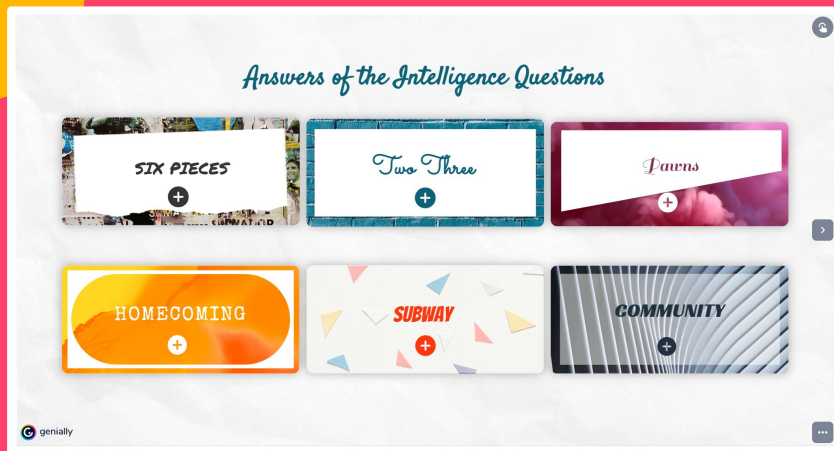 Answers of the Intelligence Questions
SIX PIECES
Two Three
Pawns
HOMECOMING
SUBWAY
COMMUNITY
genially